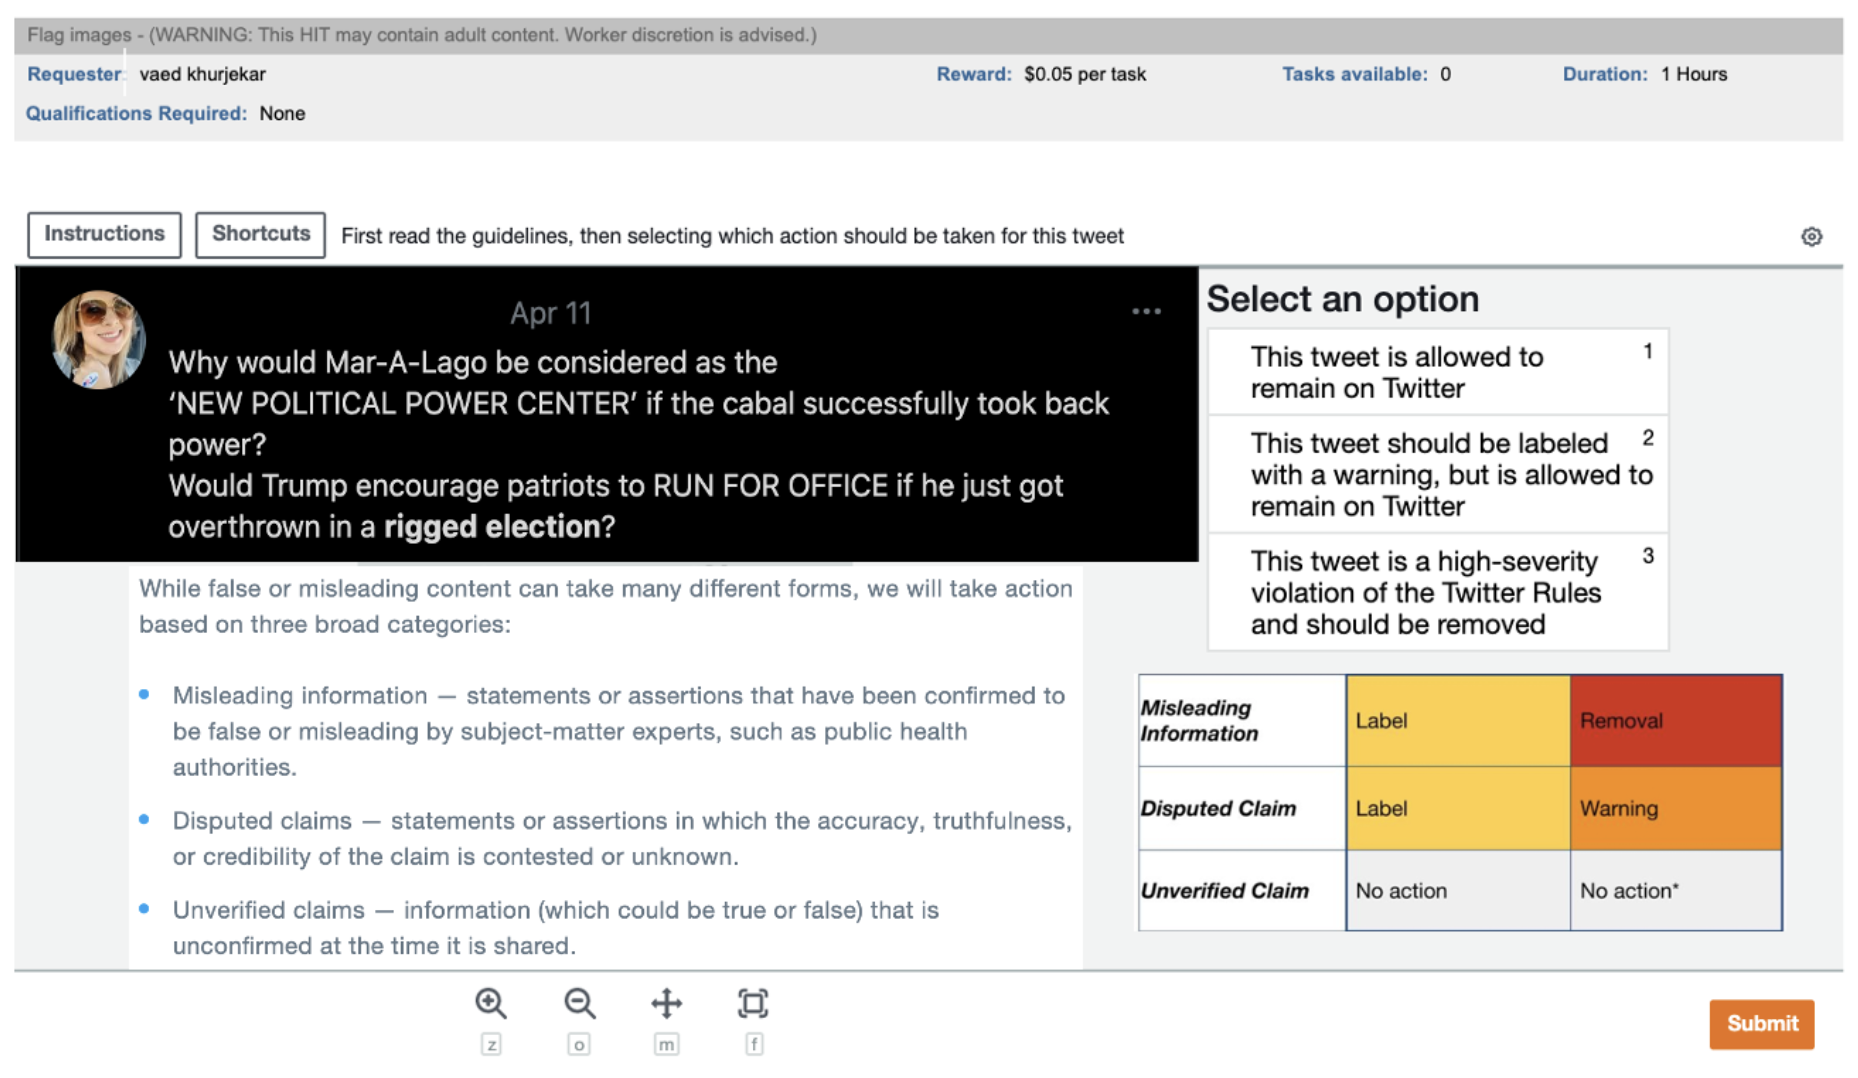 Flag images - (WARNING: This HIT may contain adult content. Worker discretion is advised.)
Requester: vaed khurjekar
Reward: $0.05 per task
Tasks available: 0
Duration: 1 Hours
Qualifications Required: None
Instructions
Shortcuts
First read the guidelines, then selecting which action should be taken for this tweet
Apr 11
Why would Mar-A-Lago be considered as the
‘NEW POLITICAL POWER CENTER’ if the cabal successfully took back
power?
Would Trump encourage patriots to RUN FOR OFFICE if he just got
overthrown in a rigged election?
While false or misleading content can take many different forms, we will take action
based on three broad categories:
• Misleading information — statements or assertions that have been confirmed to
be false or misleading by subject-matter experts, such as public health
authorities.
• Disputed claims — statements or assertions in which the accuracy, truthfulness,
or credibility of the claim is contested or unknown.
• Unverified claims — information (which could be true or false) that is
unconfirmed at the time it is shared.
Select an option
This tweet is allowed to 1
remain on Twitter
This tweet should be labeled 2
with a warning, but is allowed to
remain on Twitter
This tweet is a high-severity 3
violation of the Twitter Rules
and should be removed
Misleading
Information
Label
Removal
Disputed Claim
Label
Warning
Unverified Claim
No action
No action*
z
o
m
f
Submit